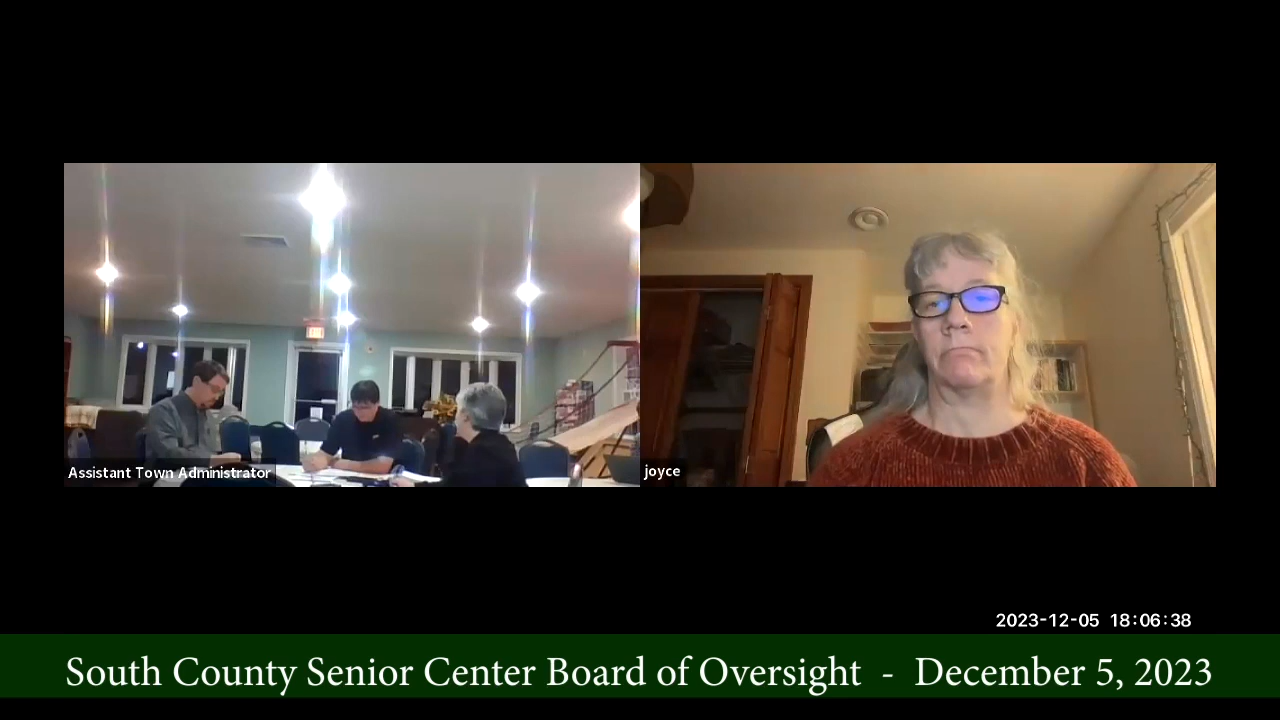 Assistant Town Administrator
joyce
2023-12-05 18:06:38
South County Senior Center Board of Oversight - December 5, 2023